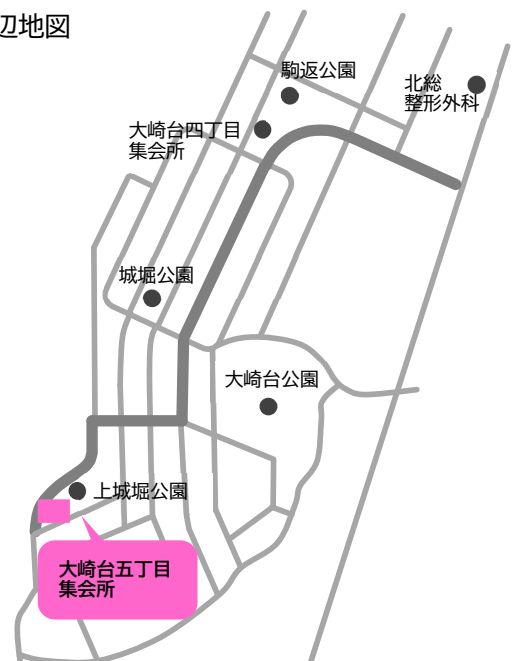 辺地図
駒返公園
北総
整形外科
大崎台四丁目
集会所
城堀公園
大崎台公園
上城堀公園
大崎台五丁目
集会所